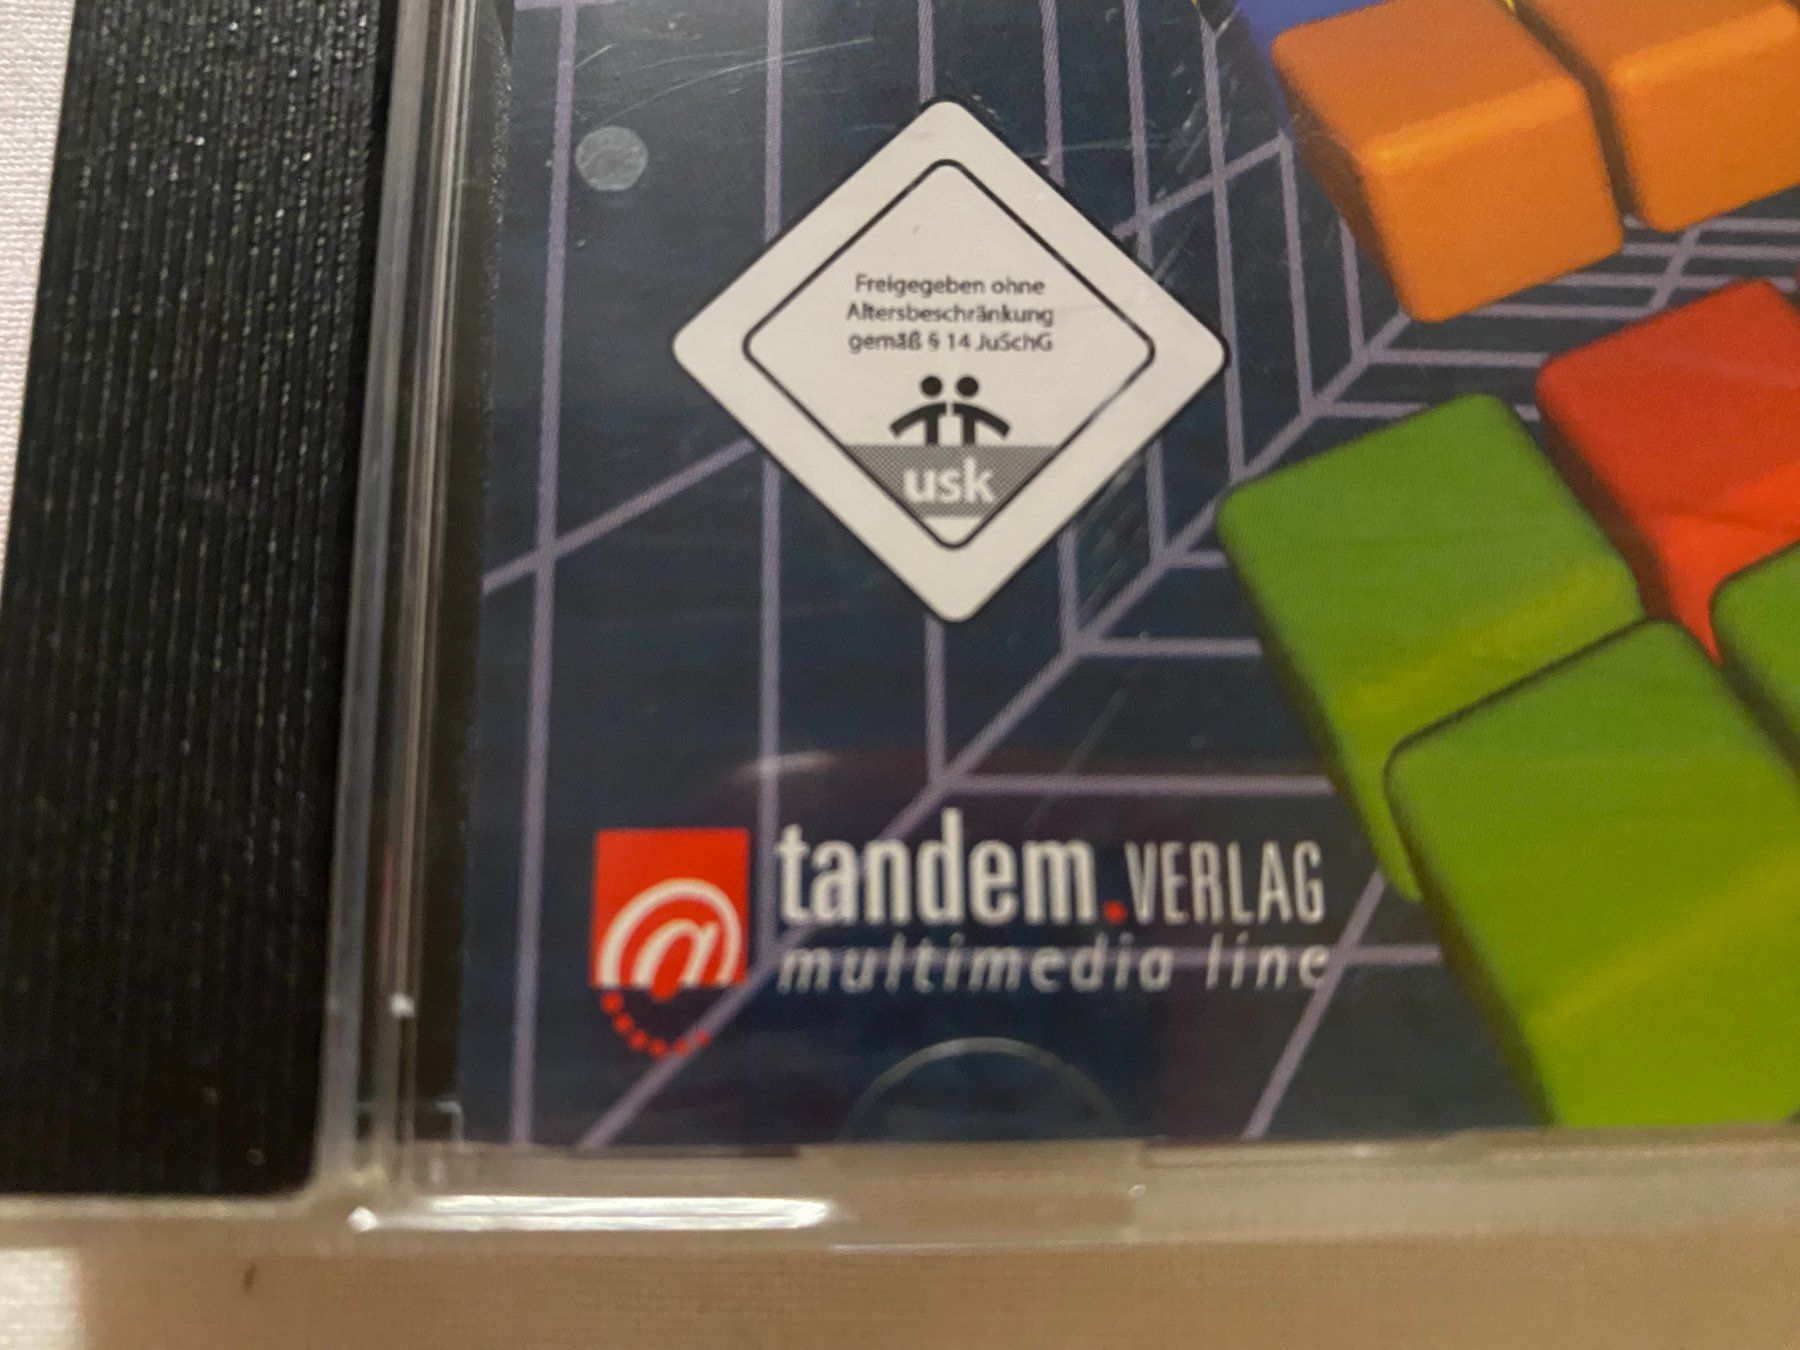 Freigegeben ohne
Altersbeschränkung
gemäß § 14 JuSchG
usk
@ tandem.VERLAG
multimedia line